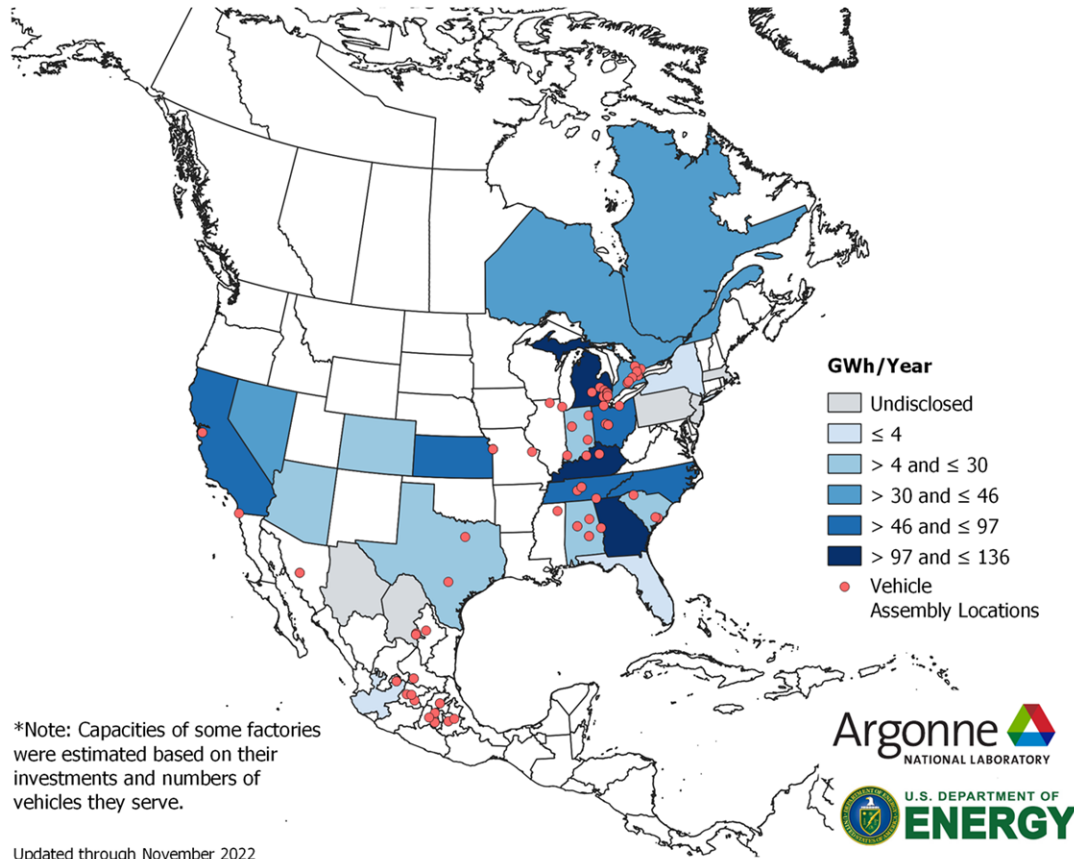 GWh/Year
Undisclosed
≤ 4
> 4 and ≤ 30
> 30 and ≤ 46
> 46 and ≤ 97
> 97 and ≤ 136
Vehicle
Assembly Locations
*Note: Capacities of some factories
were estimated based on their
investments and numbers of
vehicles they serve.
Updated through November 2022
Argonne
NATIONAL LABORATORY
U.S. DEPARTMENT OF
ENERGY